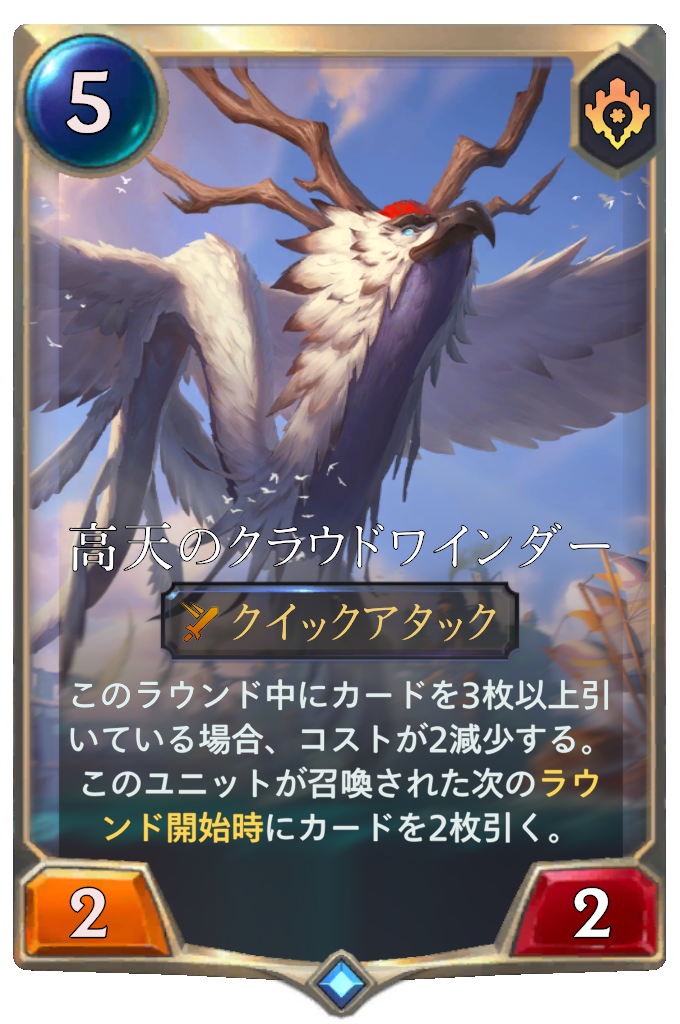 5
高天のクラウドワインダー
クイックアタック
このラウンド中にカードを3枚以上引
いている場合、コストが2減少する。
このユニットが召喚された次のラウ
ンド開始時にカードを2枚引く。
2
2